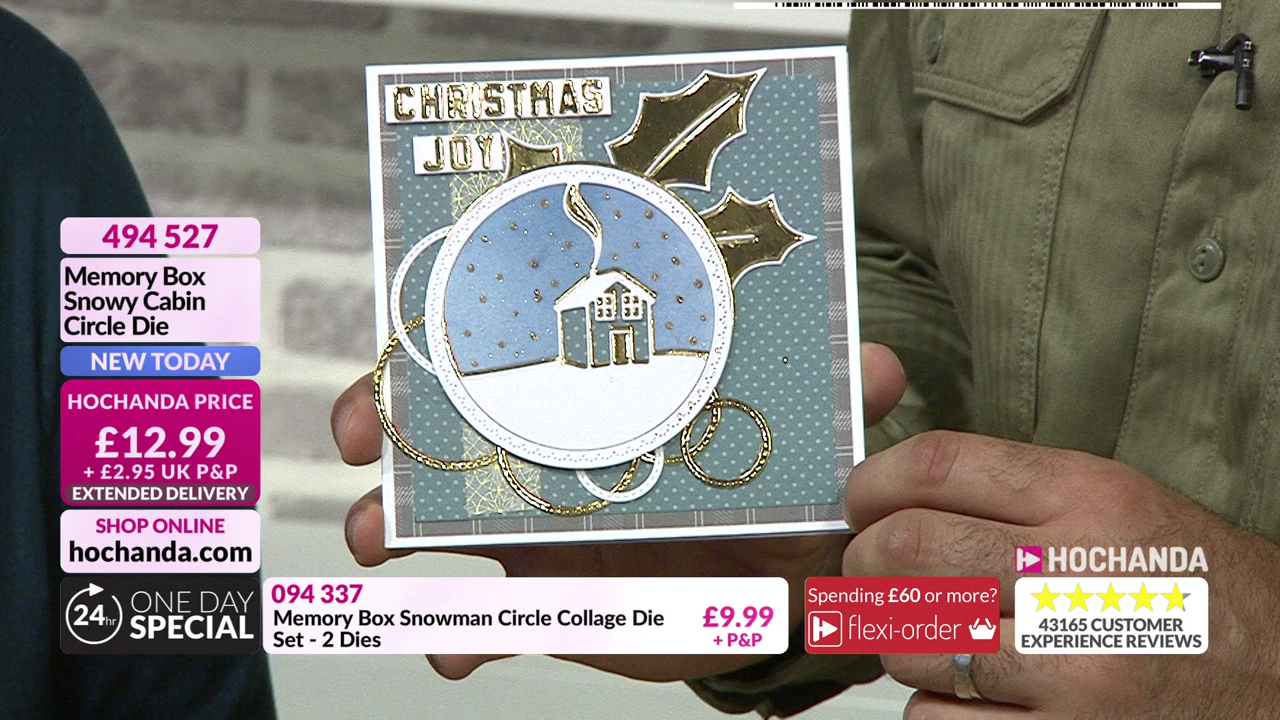 CHRISTMAS
JOY
494 527
Memory Box
Snowy Cabin
Circle Die
NEW TODAY
HOCHANDA PRICE
£12.99
+ £2.95 UK P&P
EXTENDED DELIVERY
SHOP ONLINE
hochanda.com
24hr
ONE DAY
SPECIAL
094 337
Memory Box Snowman Circle Collage Die
Set - 2 Dies
£9.99
+ P&P
Spending £60 or more?
flexi-order
HOCHANDA
43165 CUSTOMER
EXPERIENCE REVIEWS